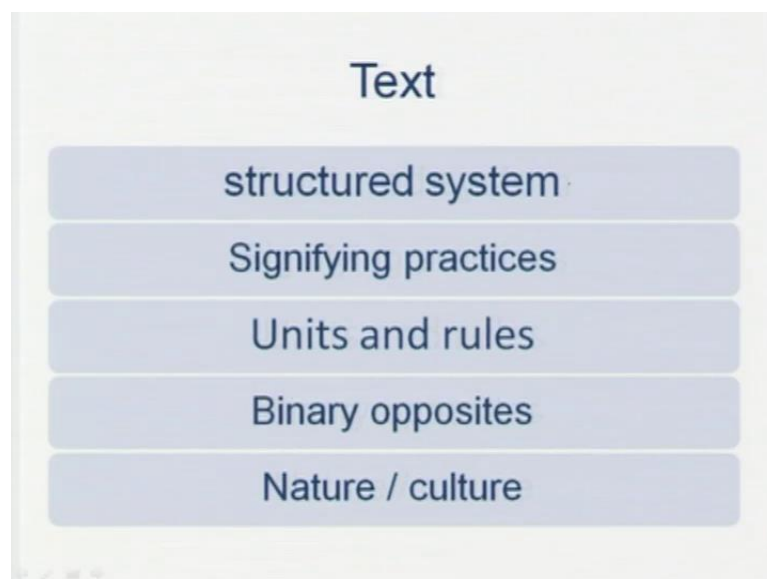 Text
structured system
Signifying practices
Units and rules
Binary opposites
Nature / culture